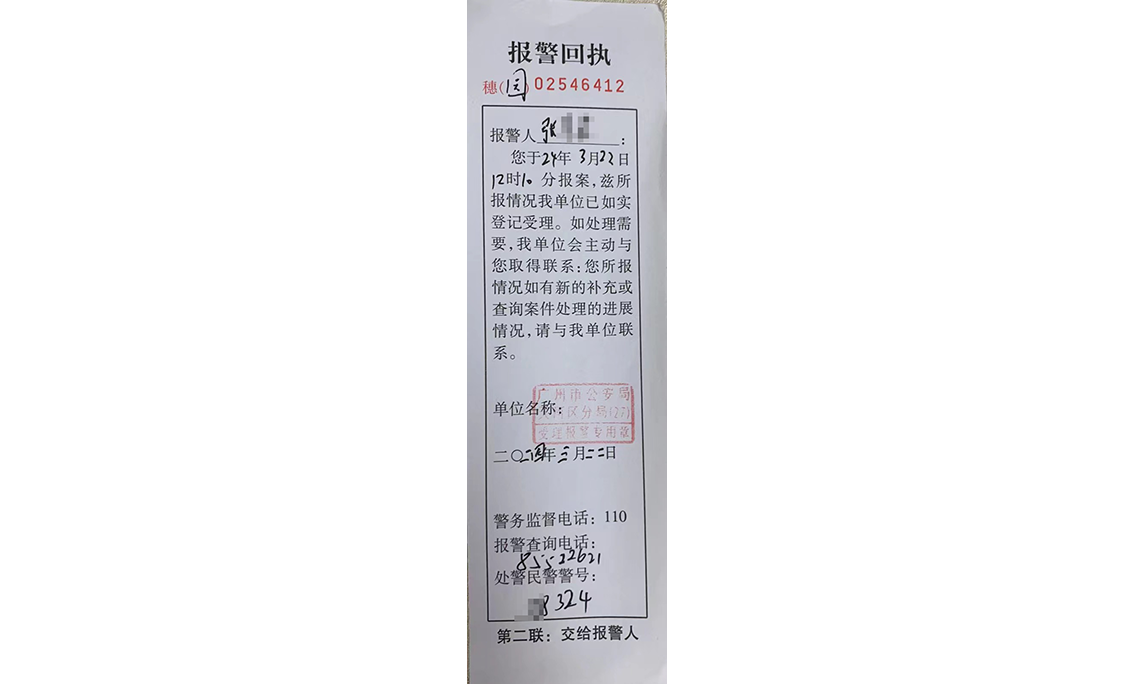 报警回执
穗(园)02546412
报警人张 :
您于24年3月22日
12时10分报案,兹所
报情况我单位已如实
登记受理。如处理需
要,我单位会主动与
您取得联系;您所报
情况如有新的补充或
查询案件处理的进展
情况,请与我单位联
系。
广州市公安局
单位名称:
区分局(27)
受理报警专用章
二〇二四年三月二二日
警务监督电话:110
报警查询电话:
85522621
处警民警警号:
8324
第二联:交给报警人